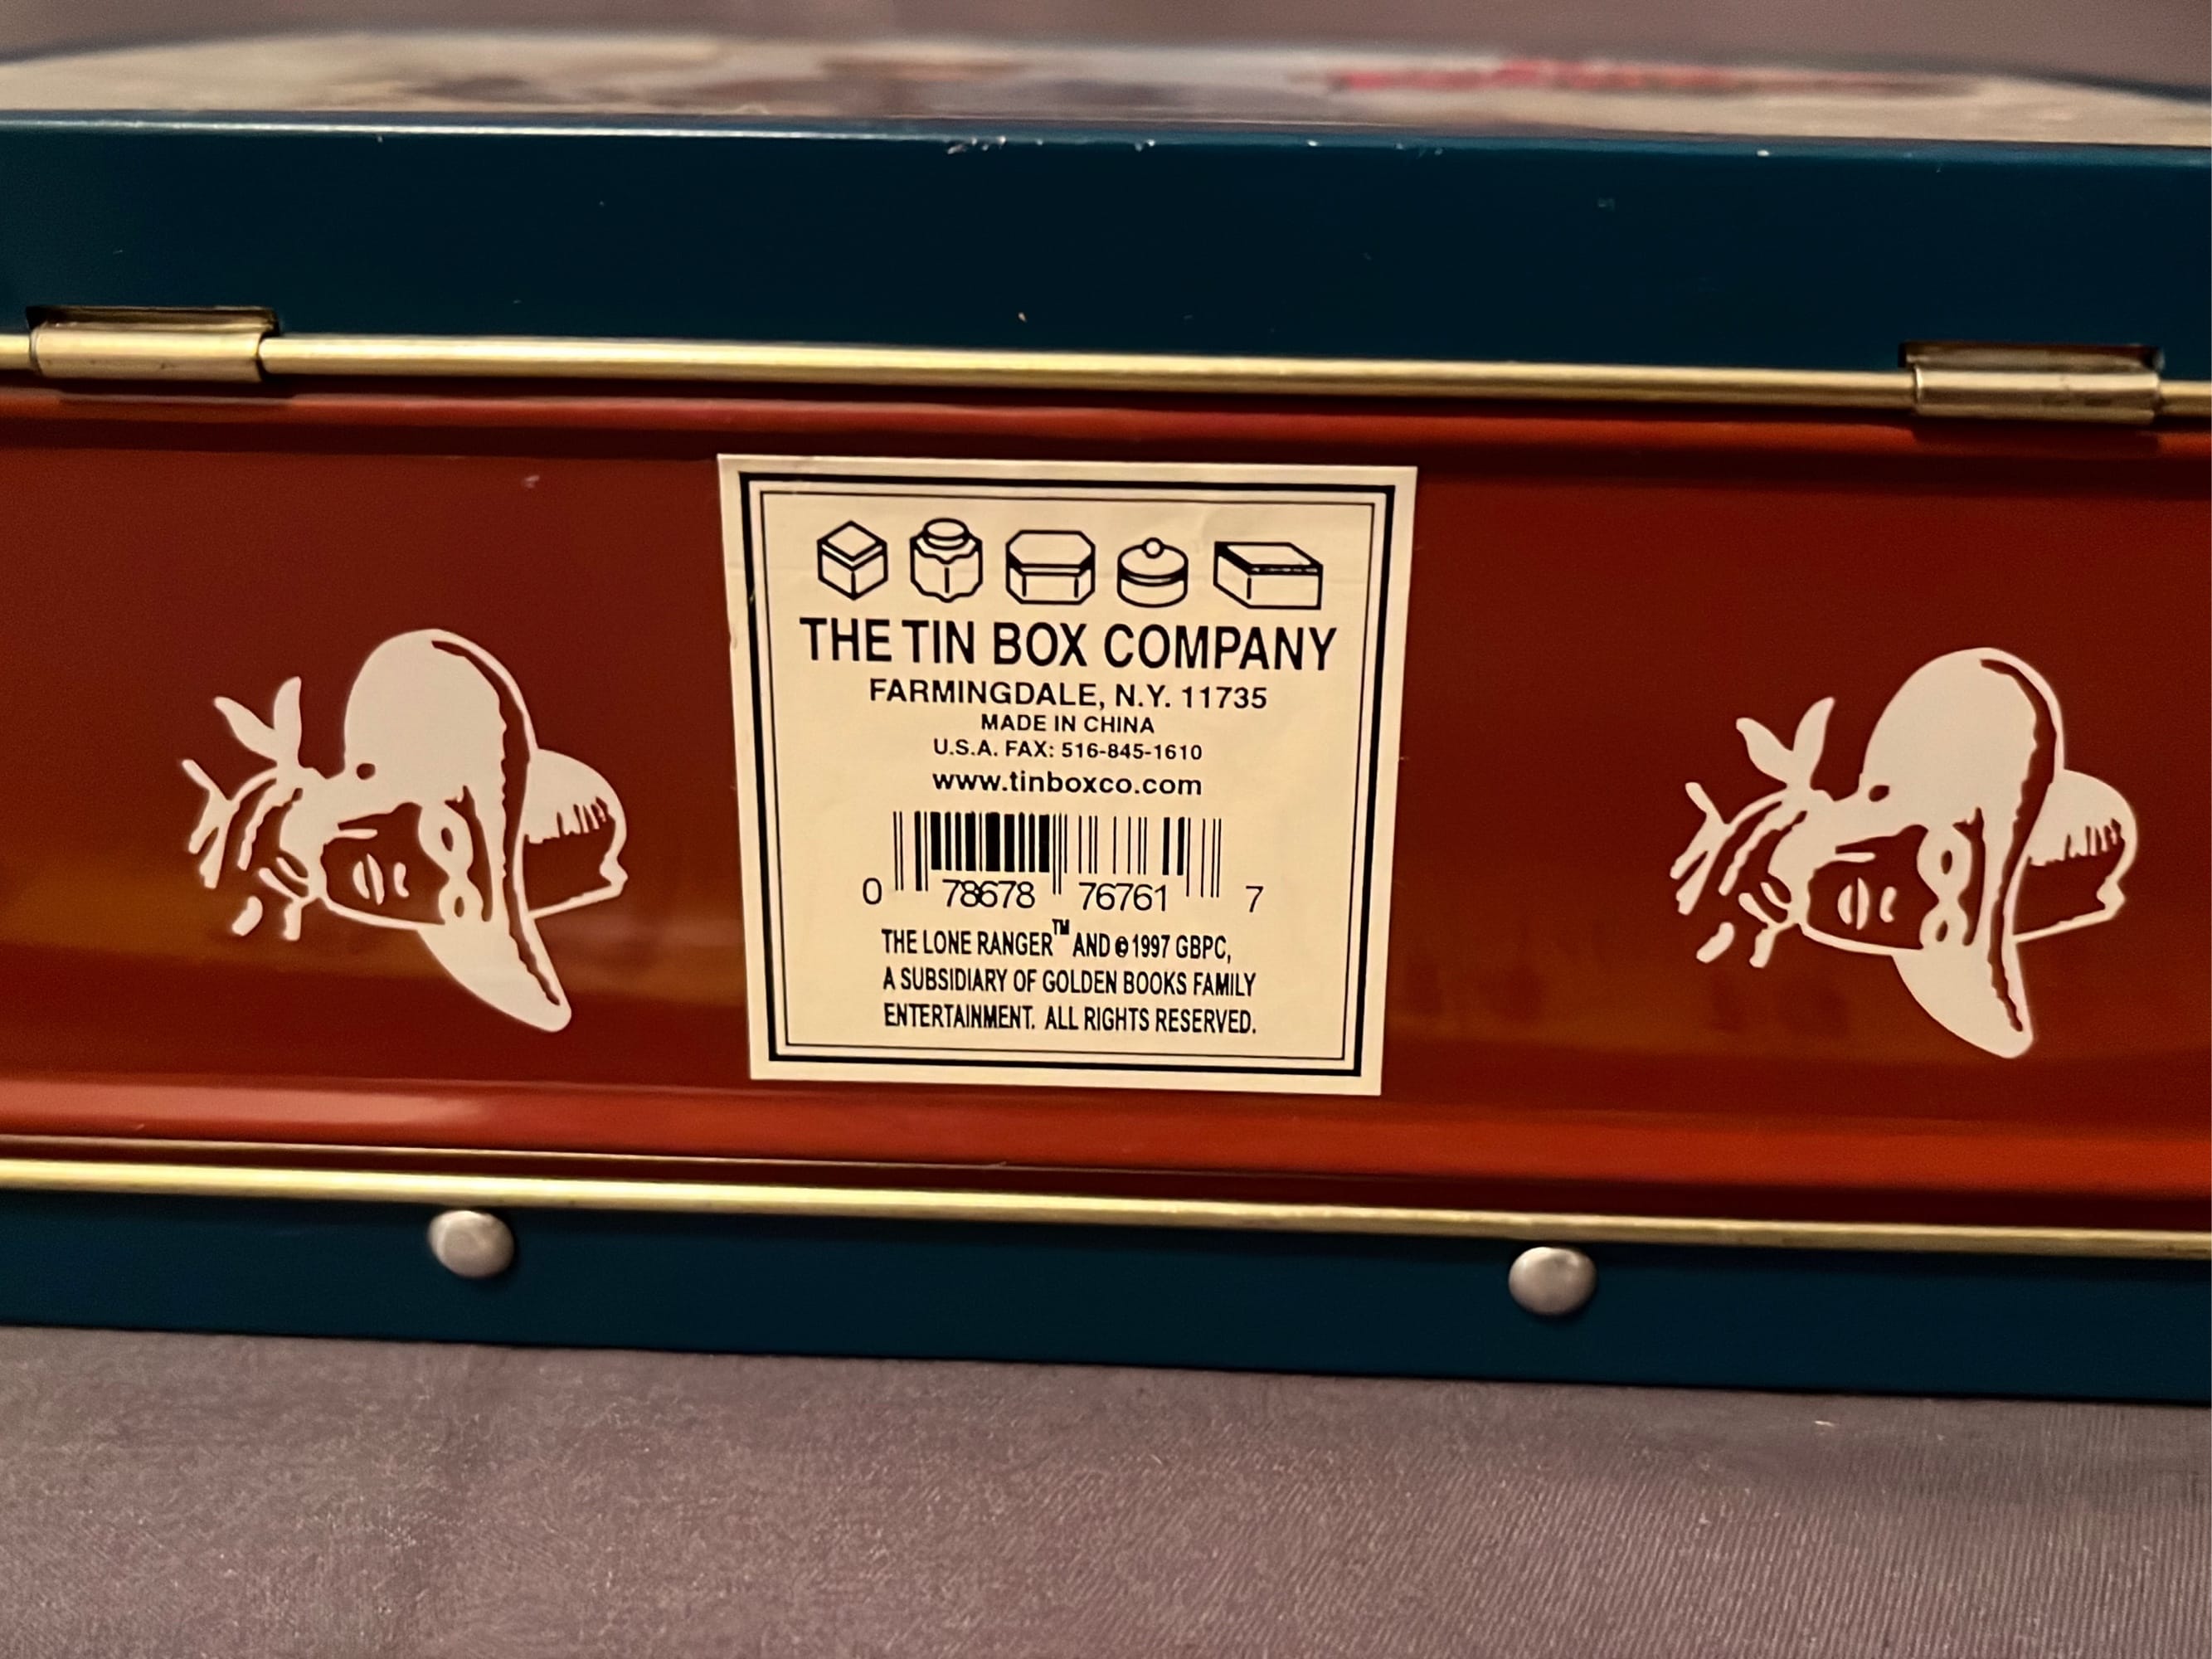 THE TIN BOX COMPANY
FARMINGDALE, N.Y. 11735
MADE IN CHINA
U.S.A. FAX: 516-845-1610
www.tinboxco.com
0 78678 76761 7
THE LONE RANGER™ AND © 1997 GBPC,
A SUBSIDIARY OF GOLDEN BOOKS FAMILY
ENTERTAINMENT. ALL RIGHTS RESERVED.